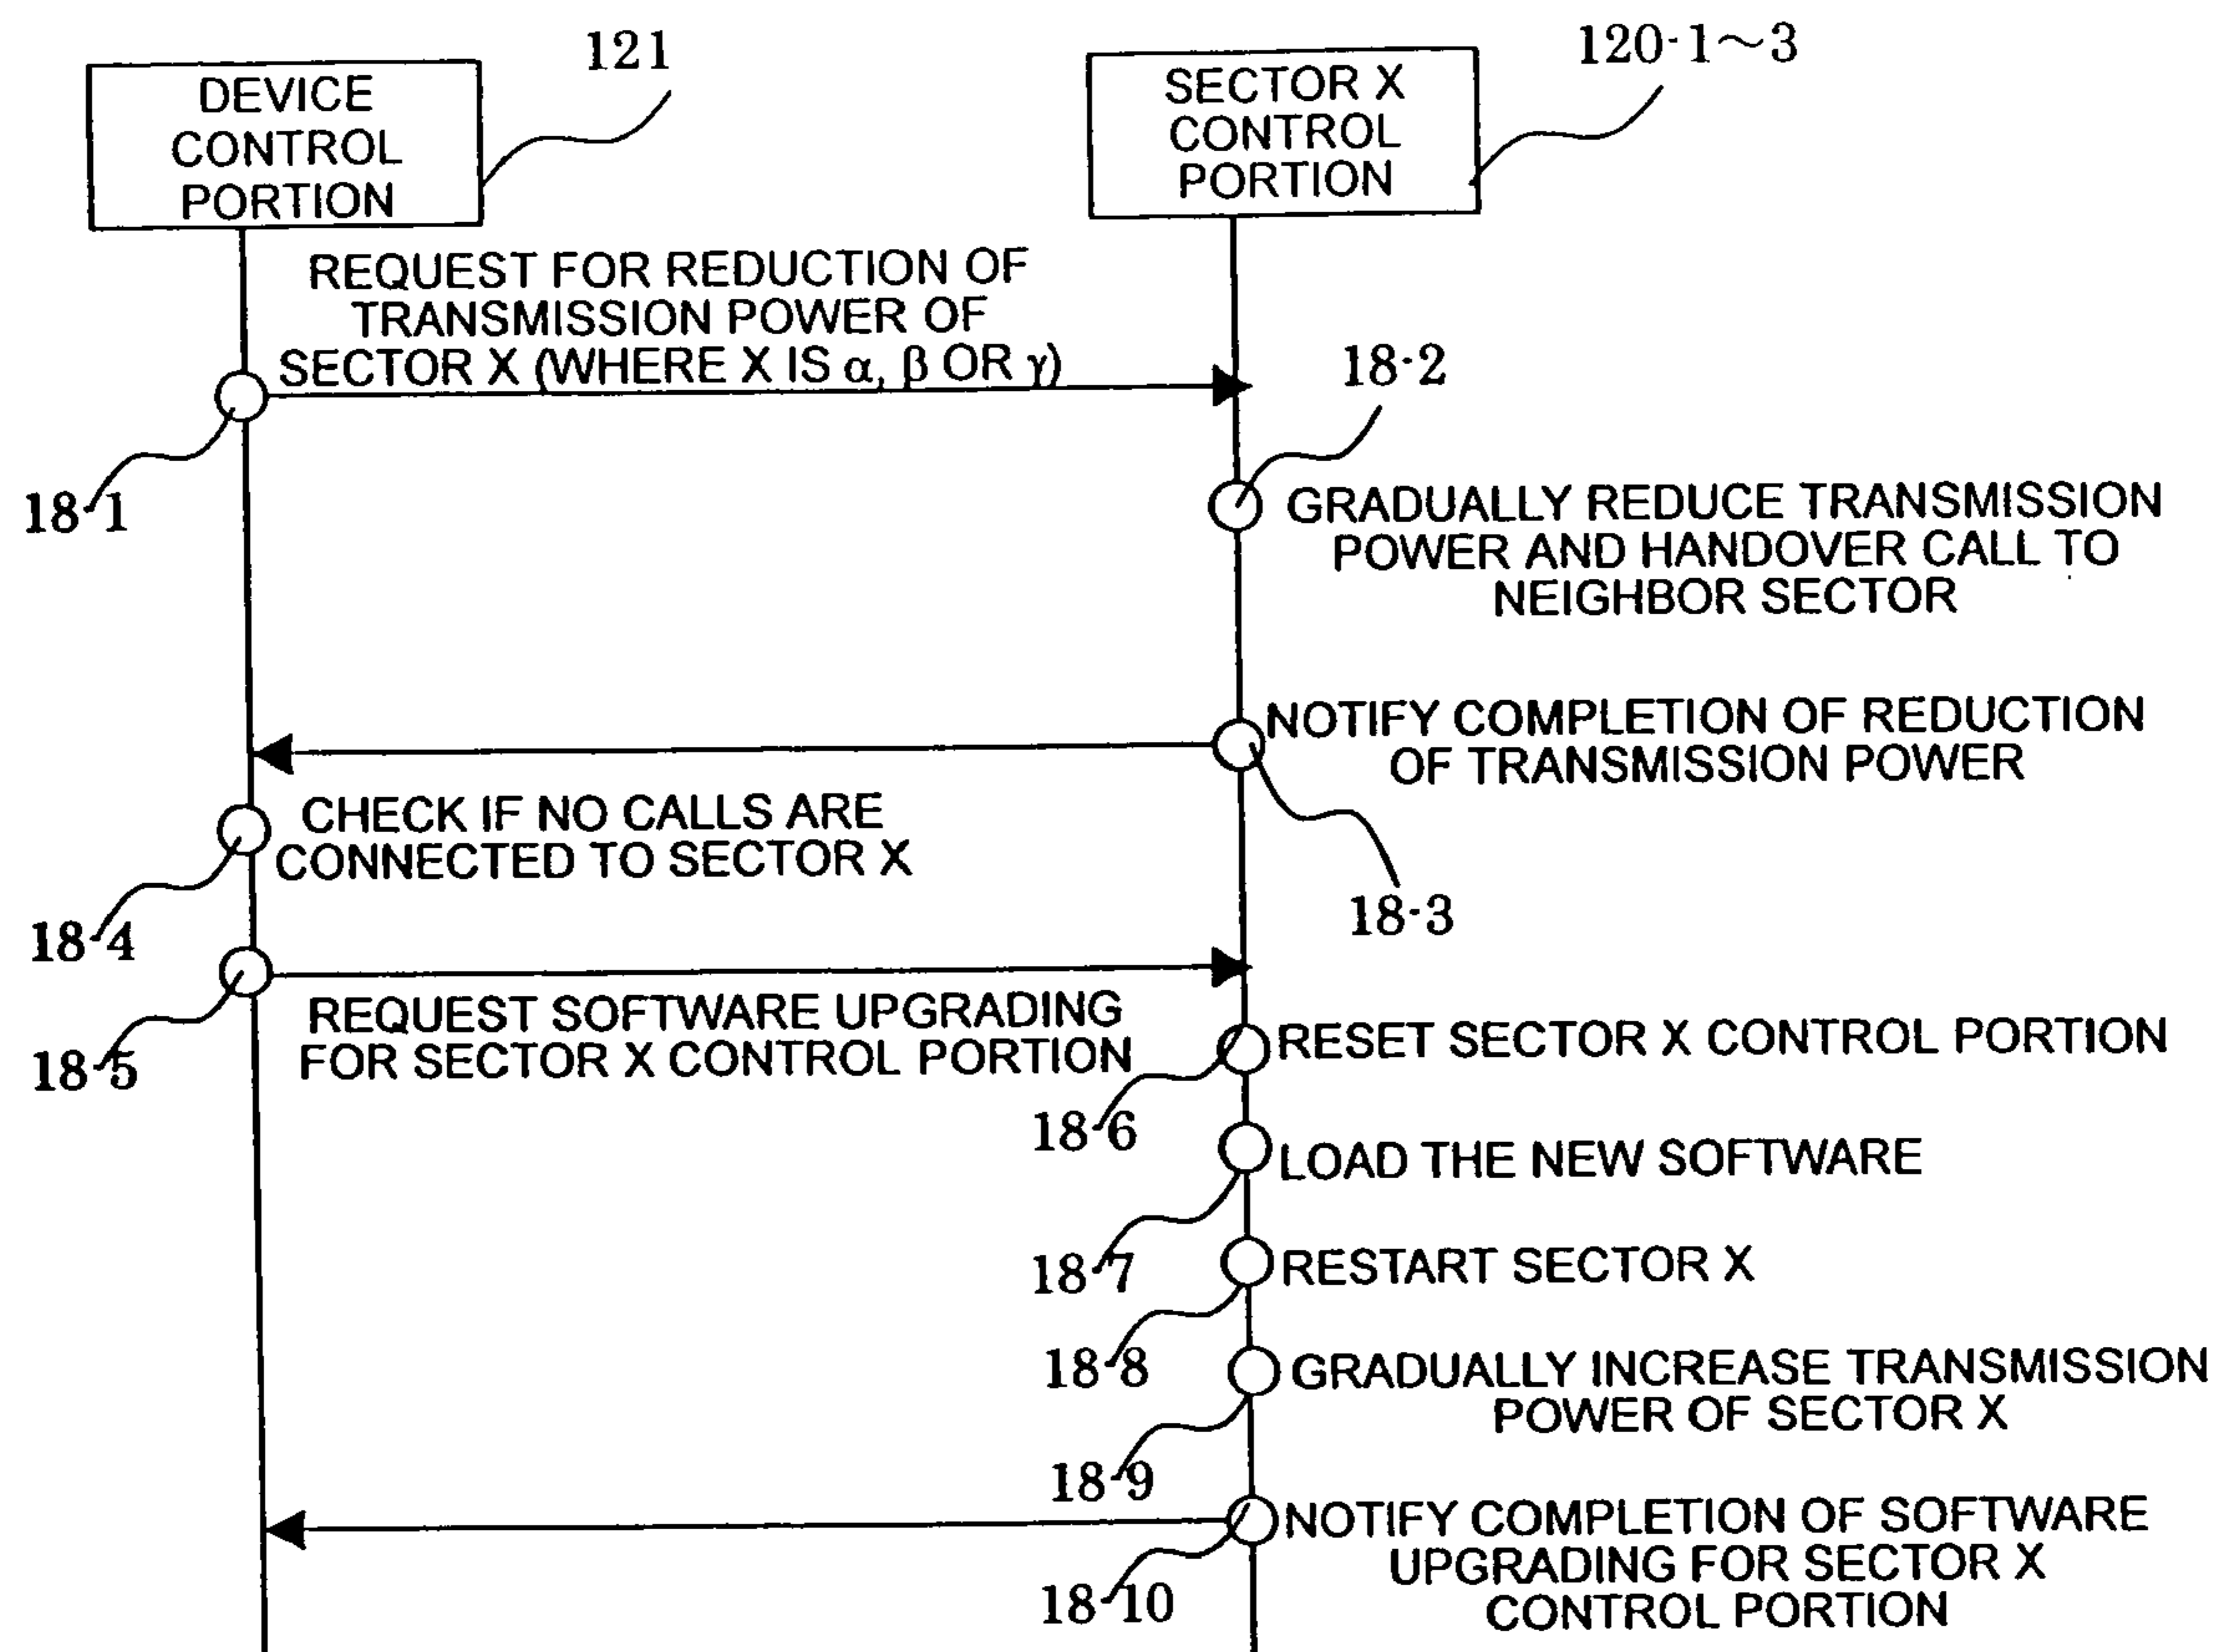 121
120-1～3
DEVICE
CONTROL
PORTION
SECTOR X
CONTROL
PORTION
REQUEST FOR REDUCTION OF
TRANSMISSION POWER OF
SECTOR X (WHERE X IS α, β OR γ)
18-1
18-2
GRADUALLY REDUCE TRANSMISSION
POWER AND HANDOVER CALL TO
NEIGHBOR SECTOR
NOTIFY COMPLETION OF REDUCTION
OF TRANSMISSION POWER
18-3
CHECK IF NO CALLS ARE
CONNECTED TO SECTOR X
18-4
18-5
REQUEST SOFTWARE UPGRADING
FOR SECTOR X CONTROL PORTION
RESET SECTOR X CONTROL PORTION
18-6
LOAD THE NEW SOFTWARE
18-7
RESTART SECTOR X
18-8
GRADUALLY INCREASE TRANSMISSION
POWER OF SECTOR X
18-9
NOTIFY COMPLETION OF SOFTWARE
UPGRADING FOR SECTOR X
CONTROL PORTION
18-10